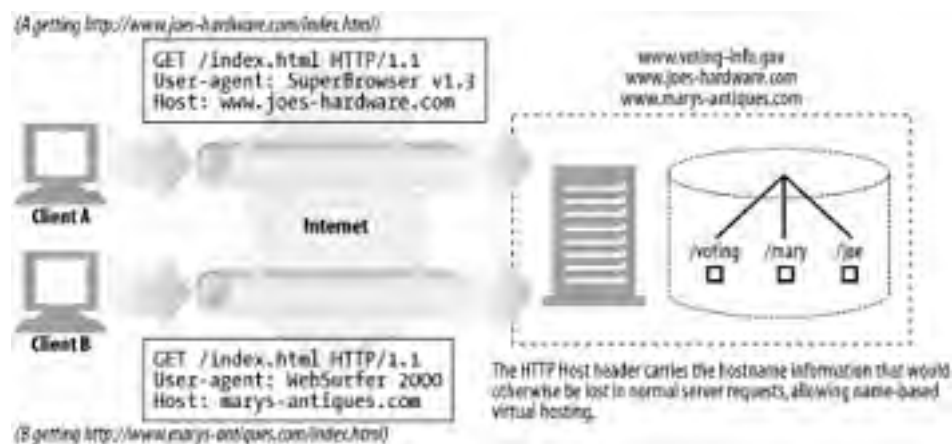 (A getting http://www.joes-hardware.com/index.html)
GET /index.html HTTP/1.1
User-agent: SuperBrowser v1.3
Host: www.joes-hardware.com
www.voting-info.gov
www.joes-hardware.com
www.marys-antiques.com
Client A
Internet
/voting /mary /joe
Client B
GET /index.html HTTP/1.1
User-agent: WebSurfer 2000
Host: marys-antiques.com
The HTTP Host header carries the hostname information that would
otherwise be lost in normal server requests, allowing name-based
virtual hosting.
(B getting http://www.marys-antiques.com/index.html)